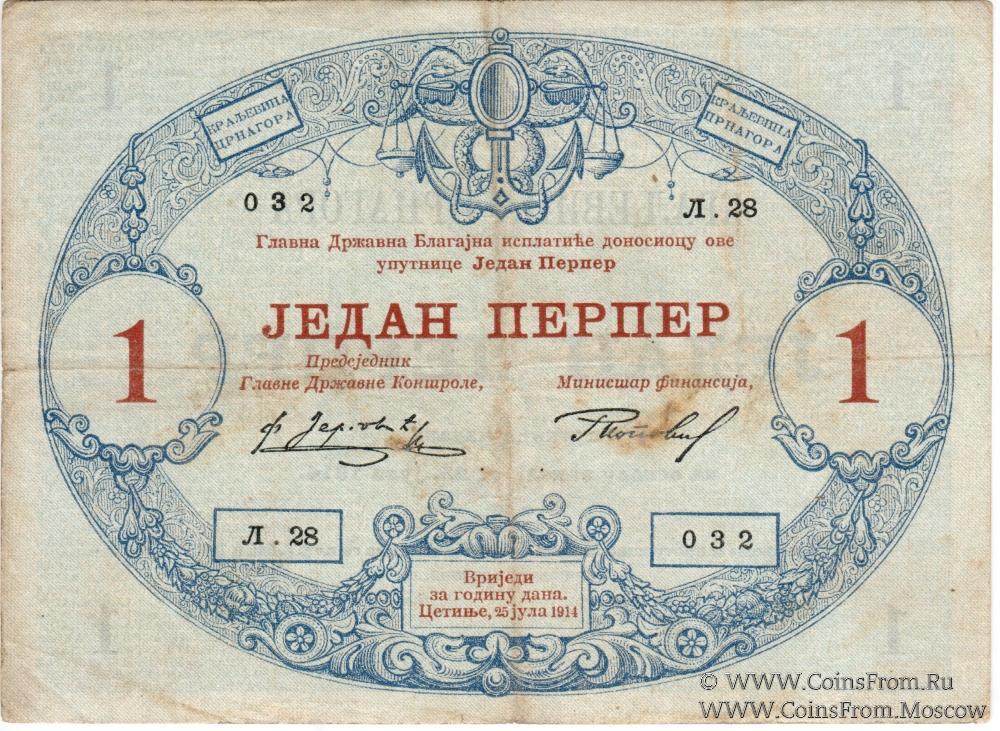 КРАЉЕВИНА
ЦРНАГОРА
КРАЉЕВИНА
ЦРНАГОРА
032
Л.28
Главна Државна Благајна исплатиће доносиоцу ове
упутнице Један Перпер
1
ЈЕДАН ПЕРПЕР
1
Предсједник
Главне Државне Контроле,
Министар финансија,
Л.28
032
Вриједи
за годину дана.
Цетиње, 25 јула 1914
© WWW.CoinsFrom.Ru
WWW.CoinsFrom.Moscow